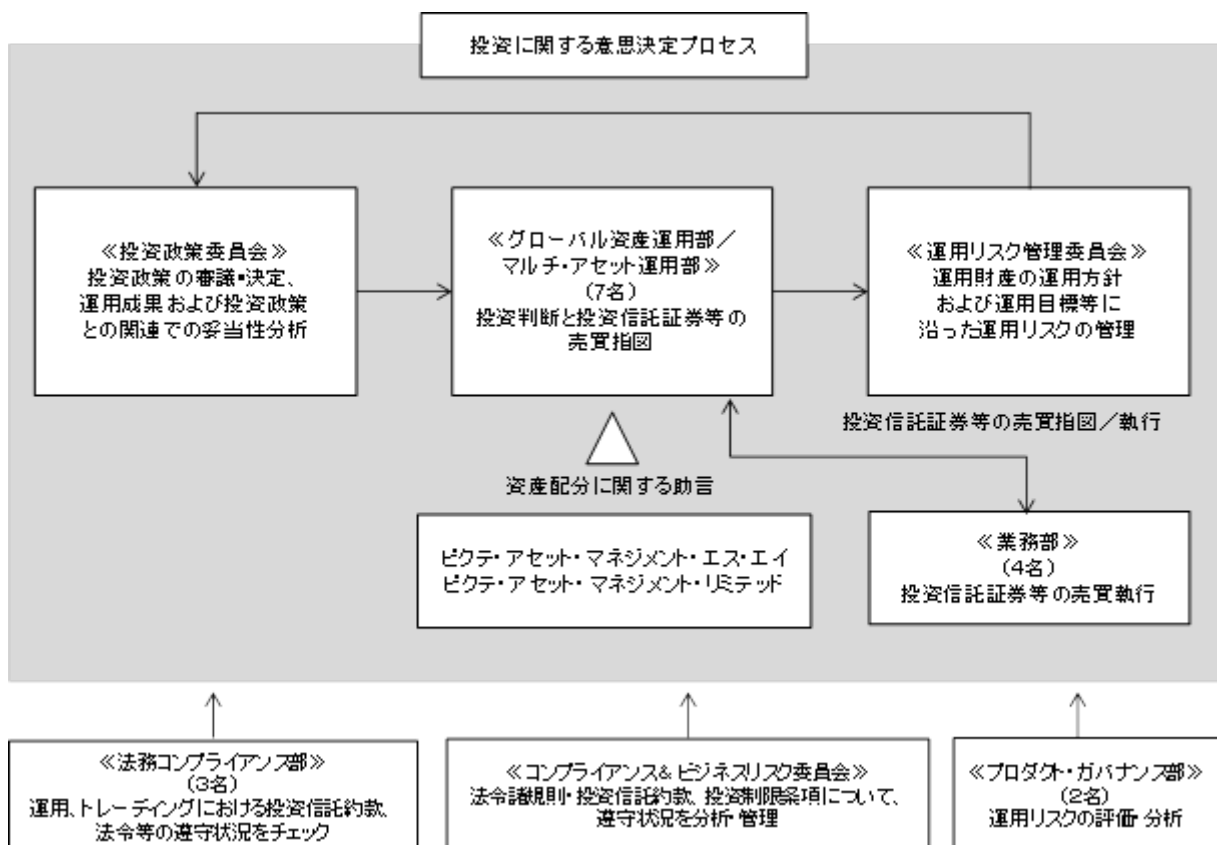 投資に関する意思決定プロセス
≪投資政策委員会≫
投資政策の審議・決定、
運用成果および投資政策
との関連での妥当性分析
≪グローバル資産運用部／
マルチ・アセット運用部≫
(7名)
投資判断と投資信託証券等の
売買指図
≪運用リスク管理委員会≫
運用財産の運用方針
および運用目標等に
沿った運用リスクの管理
投資信託証券等の売買指図／執行
資産配分に関する助言
ピクテ・アセット・マネジメント・エス・エイ
ピクテ・アセット・マネジメント・リミテッド
≪業務部≫
(4名)
投資信託証券等の売買執行
≪法務コンプライアンス部≫
(3名)
運用、トレーディングにおける投資信託約款、
法令等の遵守状況をチェック
≪コンプライアンス&ビジネスリスク委員会≫
法令諸規則・投資信託約款、投資制限条項について、
遵守状況を分析・管理
≪プロダクト・ガバナンス部≫
(2名)
運用リスクの評価・分析